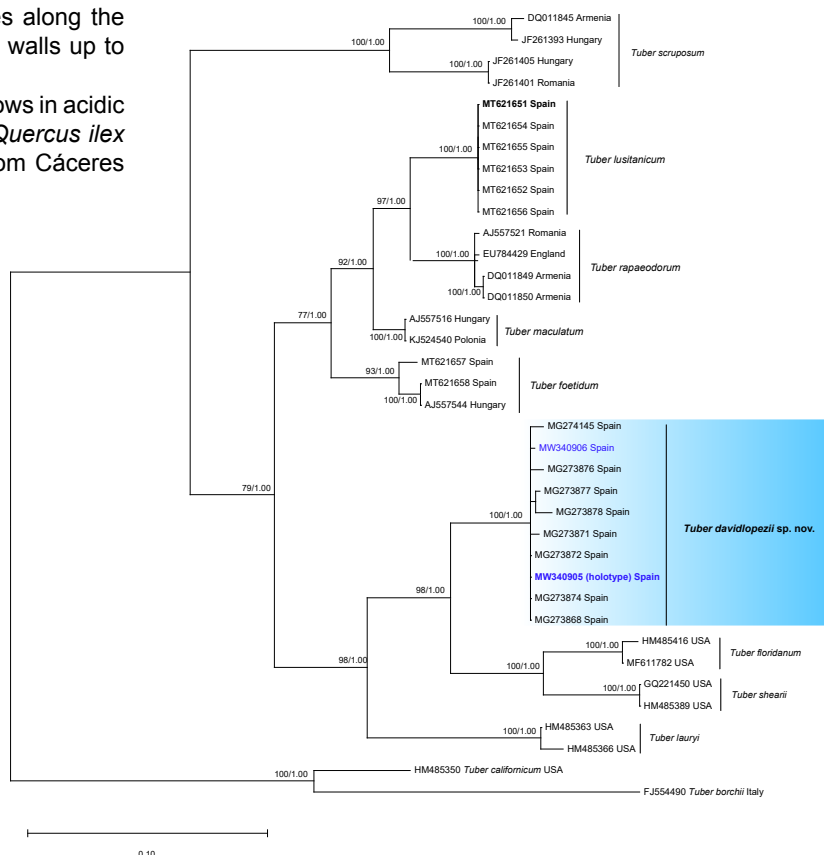 es along the
walls up to
ows in acidic
Quercus ilex
om Cáceres
DQ011845 Armenia
100/1.00
JF261393 Hungary
100/1.00
Tuber scruposum
JF261405 Hungary
100/1.00
JF261401 Romania
MT621651 Spain
MT621654 Spain
MT621655 Spain
100/1.00
Tuber lusitanicum
MT621653 Spain
MT621652 Spain
97/1.00
MT621656 Spain
AJ557521 Romania
100/1.00
EU784429 England
92/1.00
Tuber rapaeodorum
DQ011849 Armenia
100/1.00
DQ011850 Armenia
77/1.00
AJ557516 Hungary
Tuber maculatum
100/1.00
KJ524540 Polonia
MT621657 Spain
93/1.00
MT621658 Spain
Tuber foetidum
100/1.00
AJ557544 Hungary
MG274145 Spain
MW340906 Spain
MG273876 Spain
79/1.00
MG273877 Spain
MG273878 Spain
100/1.00
Tuber davidlopezii sp. nov.
MG273871 Spain
MG273872 Spain
MW340905 (holotype) Spain
98/1.00
MG273874 Spain
MG273868 Spain
HM485416 USA
100/1.00
Tuber floridanum
MF611782 USA
98/1.00
100/1.00
GQ221450 USA
100/1.00
Tuber shearii
HM485389 USA
HM485363 USA
100/1.00
Tuber lauryi
HM485366 USA
HM485350 Tuber californicum USA
100/1.00
FJ554490 Tuber borchii Italy
0.10